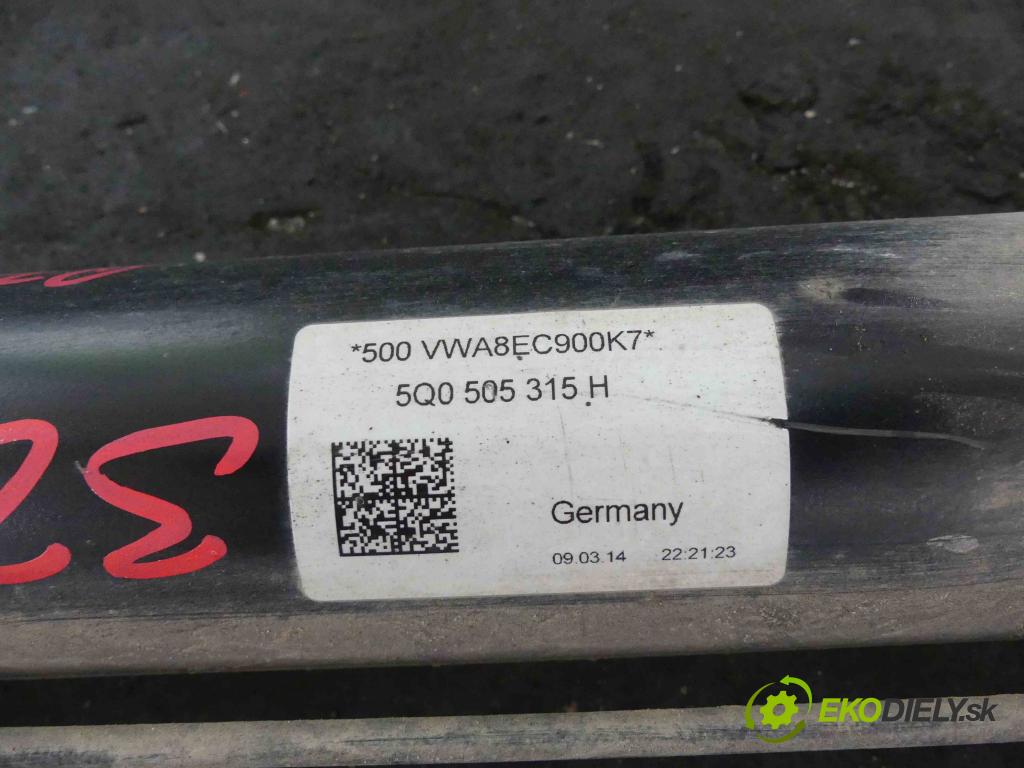 *500 VWA8EC900K7*
5Q0 505 315 H
Germany
09.03.14 22:21:23
EKODIELY.sk